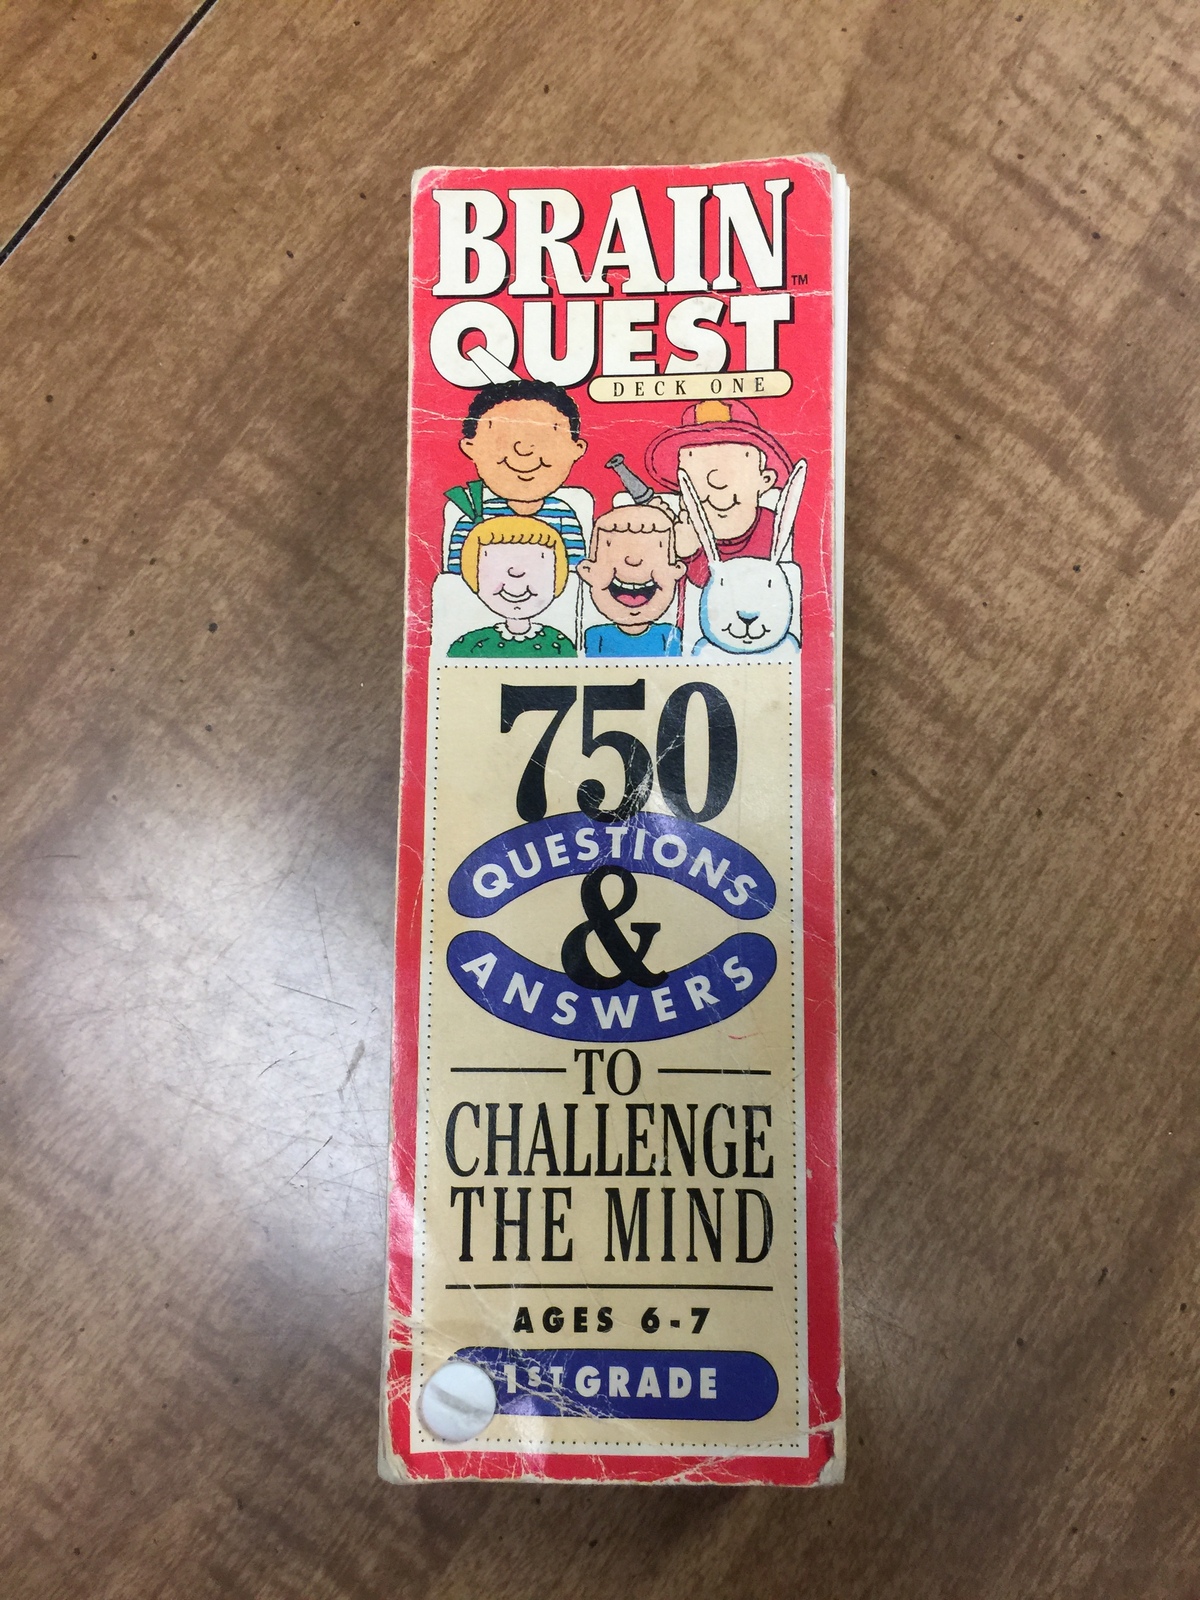 BRAIN
QUEST™
DECK ONE
750
QUESTIONS
&
ANSWERS
TO
CHALLENGE
THE MIND
AGES 6-7
1ST GRADE